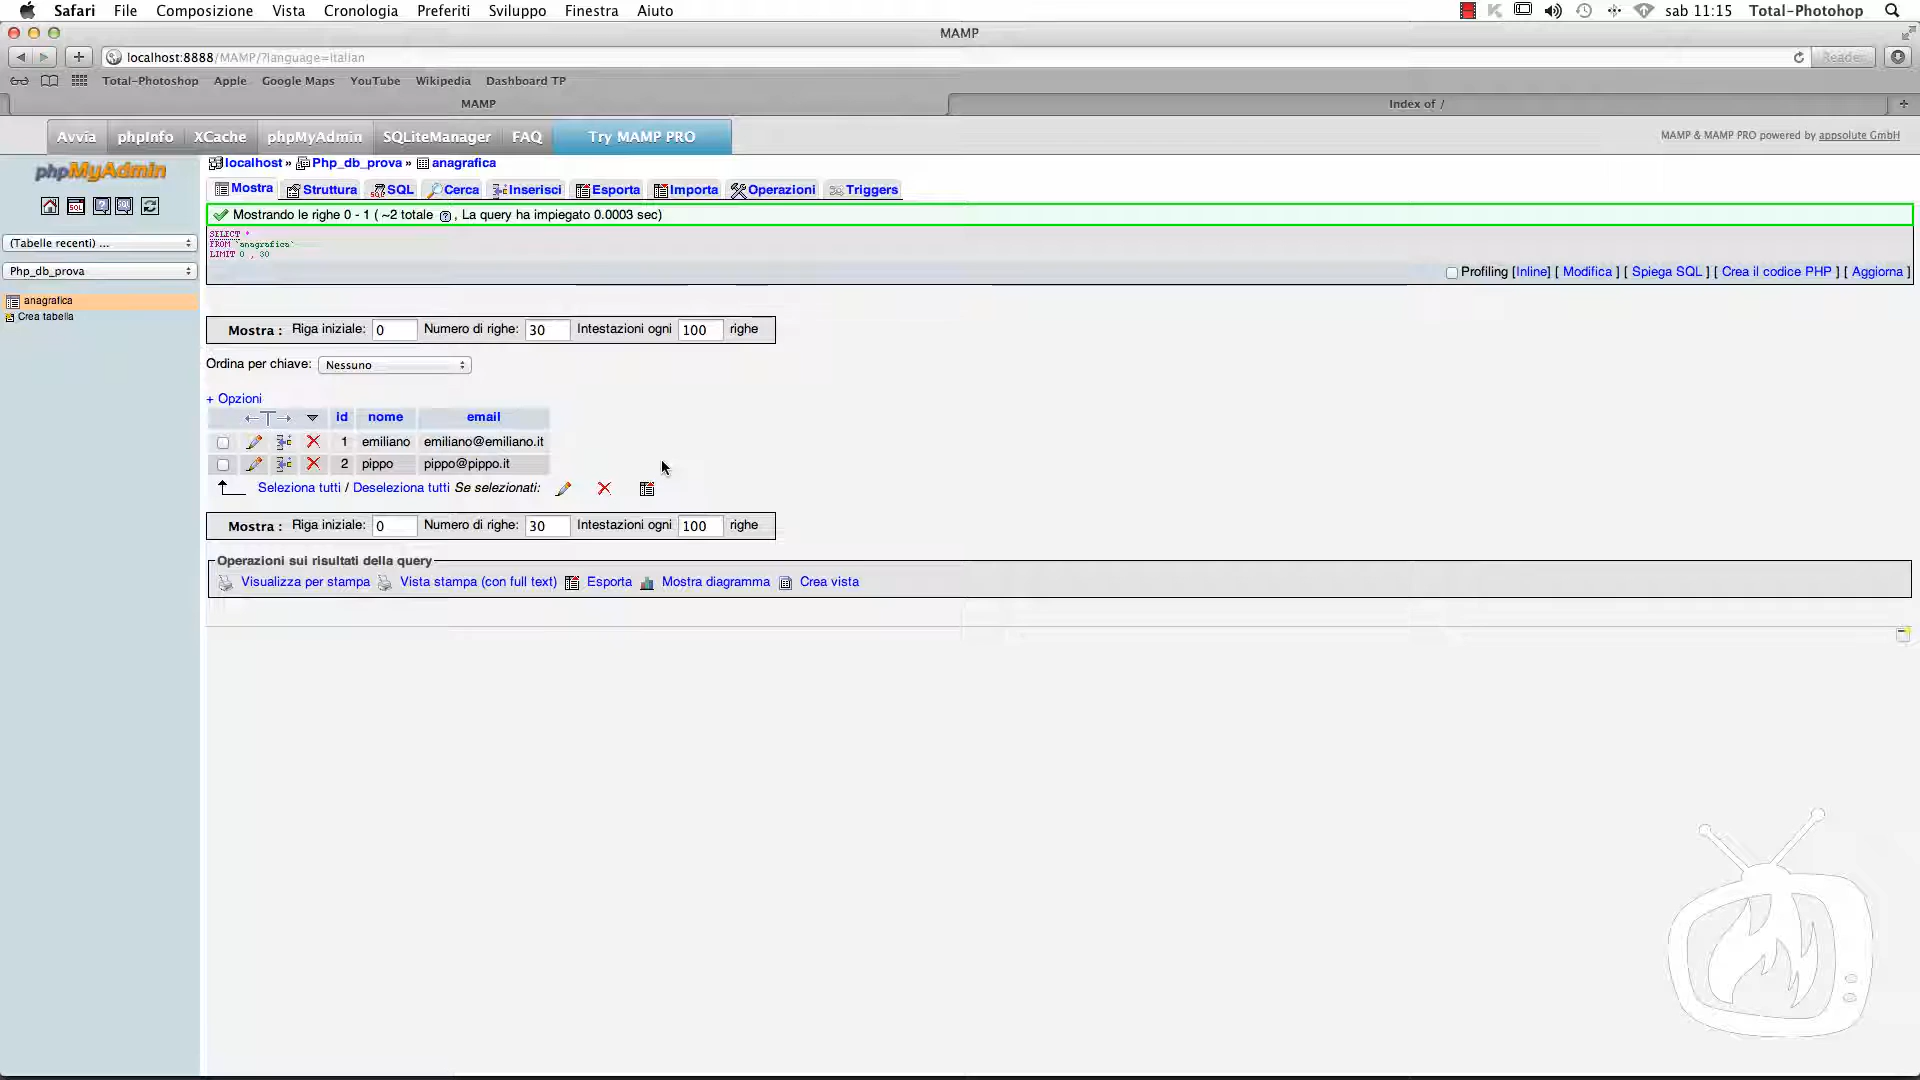 Safari File Composizione Vista Cronologia Preferiti Sviluppo Finestra Aiuto sab 11:15 Total-Photohop
MAMP
localhost:8888/MAMP/?language=Italian Reader
Total-Photoshop Apple Google Maps YouTube Wikipedia Dashboard TP
MAMP Index of /
Avvia phpInfo XCache phpMyAdmin SQLiteManager FAQ Try MAMP PRO MAMP & MAMP PRO powered by appsolute GmbH
phpMyAdmin
localhost » Php_db_prova » anagrafica
Mostra Struttura SQL Cerca Inserisci Esporta Importa Operazioni Triggers
Mostrando le righe 0 - 1 ( ~2 totale , La query ha impiegato 0.0003 sec)
SELECT *
FROM `anagrafica`
LIMIT 0 , 30
Profiling [Inline] [ Modifica ] [ Spiega SQL ] [ Crea il codice PHP ] [ Aggiorna ]
(Tabelle recenti) ...
Php_db_prova
anagrafica
Crea tabella
Mostra : Riga iniziale: 0 Numero di righe: 30 Intestazioni ogni 100 righe
Ordina per chiave: Nessuno
+ Opzioni
←T→ id nome email
1 emiliano emiliano@emiliano.it
2 pippo pippo@pippo.it
Seleziona tutti / Deseleziona tutti Se selezionati:
Mostra : Riga iniziale: 0 Numero di righe: 30 Intestazioni ogni 100 righe
Operazioni sui risultati della query
Visualizza per stampa Vista stampa (con full text) Esporta Mostra diagramma Crea vista